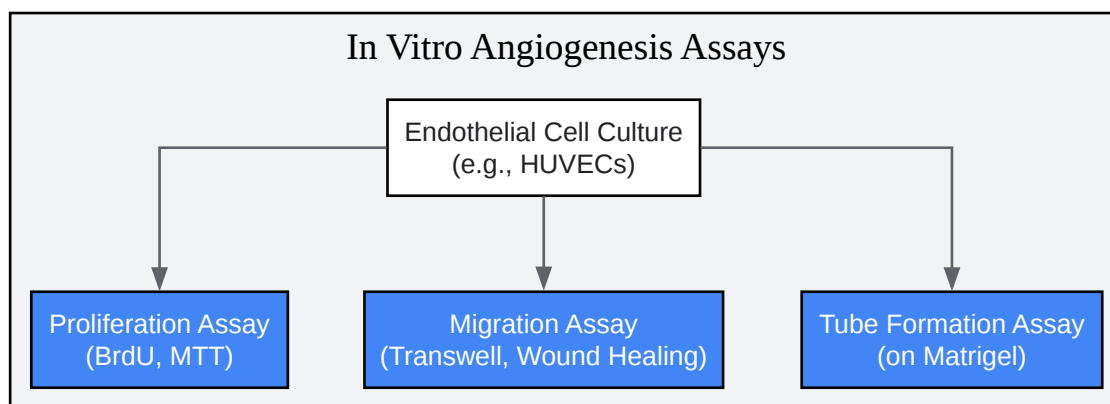 In Vitro Angiogenesis Assays
Endothelial Cell Culture
(e.g., HUVECs)
Proliferation Assay
(BrdU, MTT)
Migration Assay
(Transwell, Wound Healing)
Tube Formation Assay
(on Matrigel)